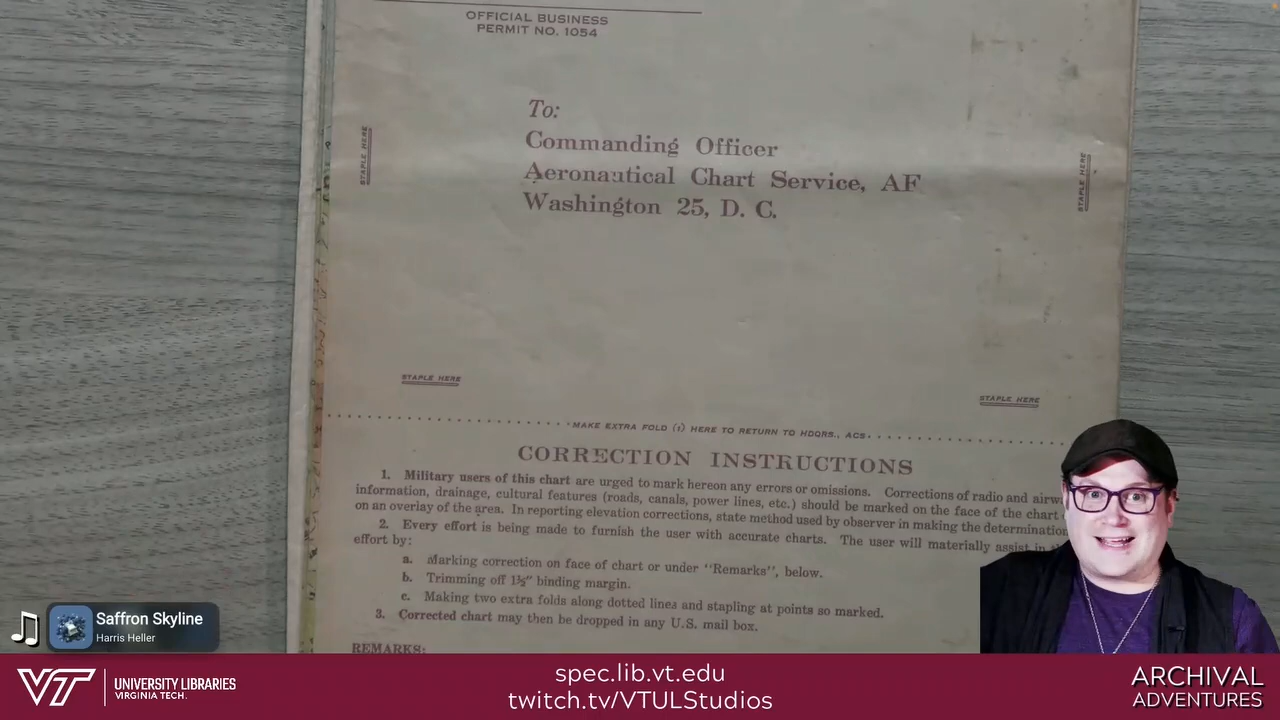 OFFICIAL BUSINESS
PERMIT NO. 1054
To:
Commanding Officer
Aeronautical Chart Service, AF
Washington 25, D. C.
STAPLE HERE
STAPLE HERE
STAPLE HERE
STAPLE HERE
MAKE EXTRA FOLD (1) HERE TO RETURN TO HDQRS., ACS
CORRECTION INSTRUCTIONS
1. Military users of this chart are urged to mark hereon any errors or omissions. Corrections of radio and
information, drainage, cultural features (roads, canals, power lines, etc.) should be marked on the face of the chart
on an overlay of the area. In reporting elevation corrections, state method used by observer in making the determination
2. Every effort is being made to furnish the user with accurate charts. The user will materially assist in
effort by:
a. Marking correction on face of chart or under "Remarks", below.
b. Trimming off 1½" binding margin.
c. Making two extra folds along dotted lines and stapling at points so marked.
3. Corrected chart may then be dropped in any U.S. mail box.
REMARKS:
Saffron Skyline
Harris Heller
VT
UNIVERSITY LIBRARIES
VIRGINIA TECH.
spec.lib.vt.edu
twitch.tv/VTULStudios
ARCHIVAL
ADVENTURES